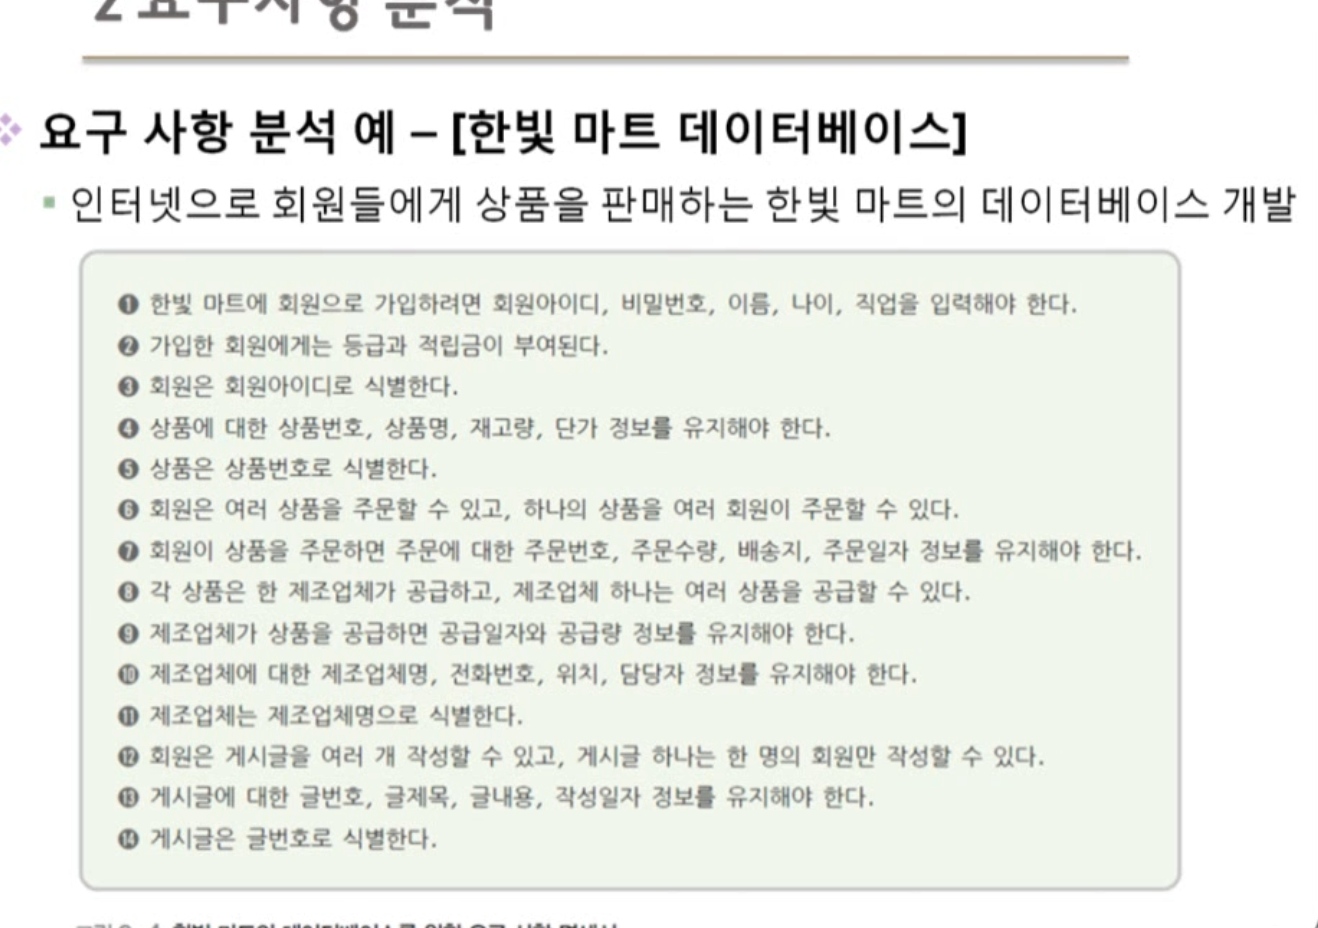 2 요구사항 분석
요구 사항 분석 예 – [한빛 마트 데이터베이스]
인터넷으로 회원들에게 상품을 판매하는 한빛 마트의 데이터베이스 개발
❶ 한빛 마트에 회원으로 가입하려면 회원아이디, 비밀번호, 이름, 나이, 직업을 입력해야 한다.
❷ 가입한 회원에게는 등급과 적립금이 부여된다.
❸ 회원은 회원아이디로 식별한다.
❹ 상품에 대한 상품번호, 상품명, 재고량, 단가 정보를 유지해야 한다.
❺ 상품은 상품번호로 식별한다.
❻ 회원은 여러 상품을 주문할 수 있고, 하나의 상품을 여러 회원이 주문할 수 있다.
❼ 회원이 상품을 주문하면 주문에 대한 주문번호, 주문수량, 배송지, 주문일자 정보를 유지해야 한다.
❽ 각 상품은 한 제조업체가 공급하고, 제조업체 하나는 여러 상품을 공급할 수 있다.
❾ 제조업체가 상품을 공급하면 공급일자와 공급량 정보를 유지해야 한다.
❿ 제조업체에 대한 제조업체명, 전화번호, 위치, 담당자 정보를 유지해야 한다.
⓫ 제조업체는 제조업체명으로 식별한다.
⓬ 회원은 게시글을 여러 개 작성할 수 있고, 게시글 하나는 한 명의 회원만 작성할 수 있다.
⓭ 게시글에 대한 글번호, 글제목, 글내용, 작성일자 정보를 유지해야 한다.
⓮ 게시글은 글번호로 식별한다.